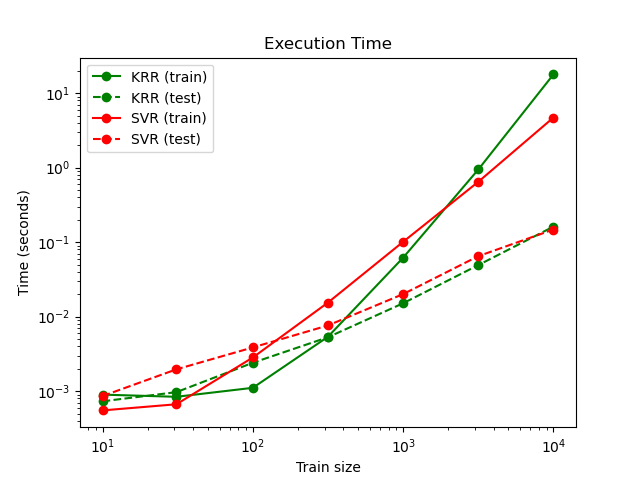 Execution Time
KRR (train)
KRR (test)
SVR (train)
SVR (test)
Time (seconds)
10¹
10⁰
10⁻¹
10⁻²
10⁻³
10¹
10²
10³
10⁴
Train size